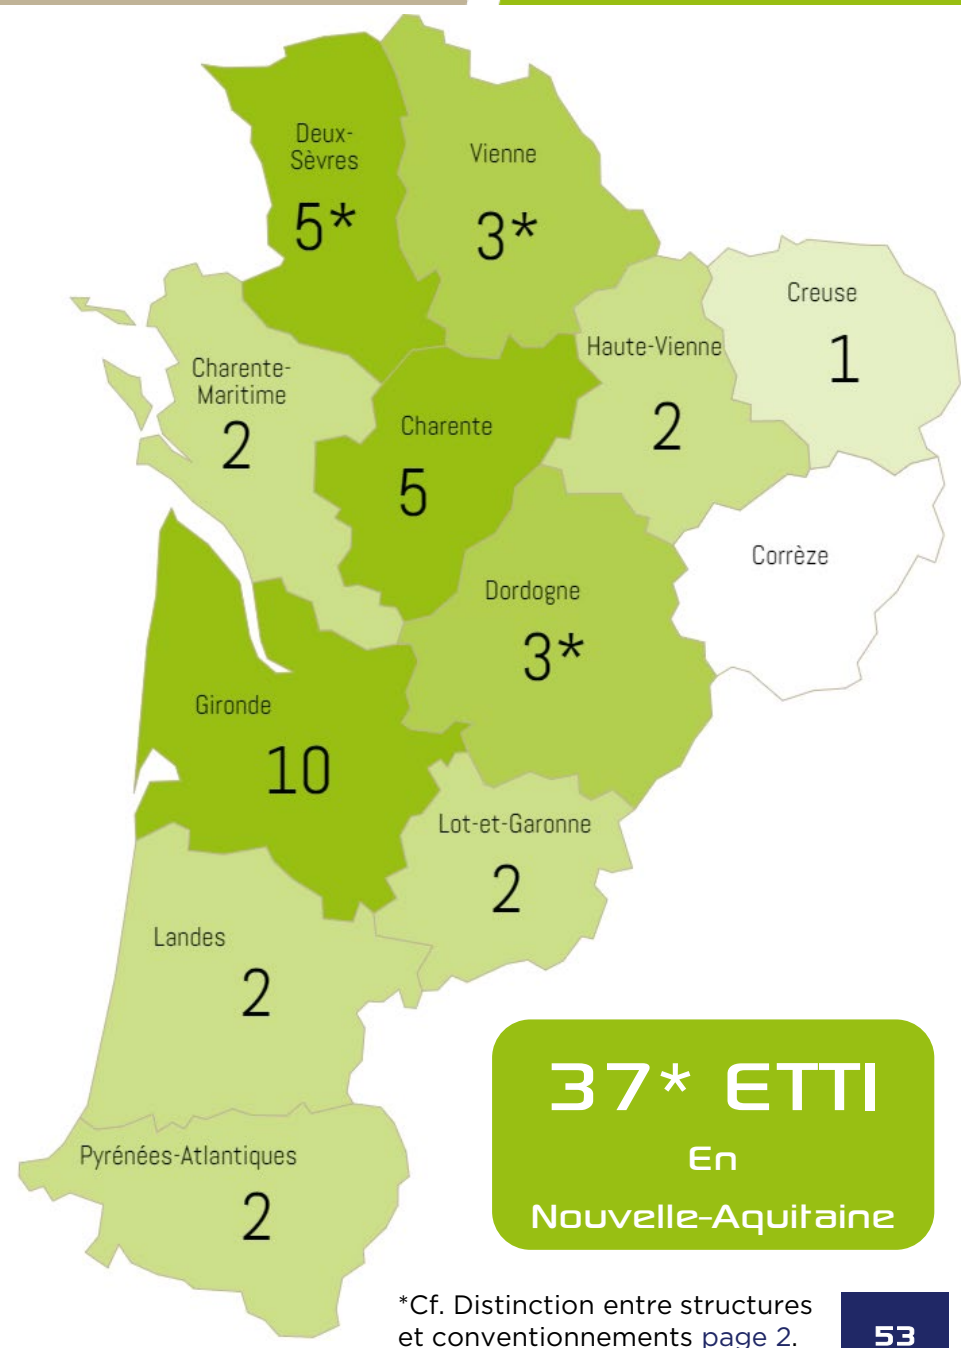 Deux-
Sèvres
5*
Vienne
3*
Creuse
1
Haute-Vienne
2
Charente-
Maritime
2
Charente
5
Corrèze
Dordogne
3*
Gironde
10
Lot-et-Garonne
2
Landes
2
Pyrénées-Atlantiques
2
37* ETTI
En
Nouvelle-Aquitaine
*Cf. Distinction entre structures
et conventionnements page 2.
53